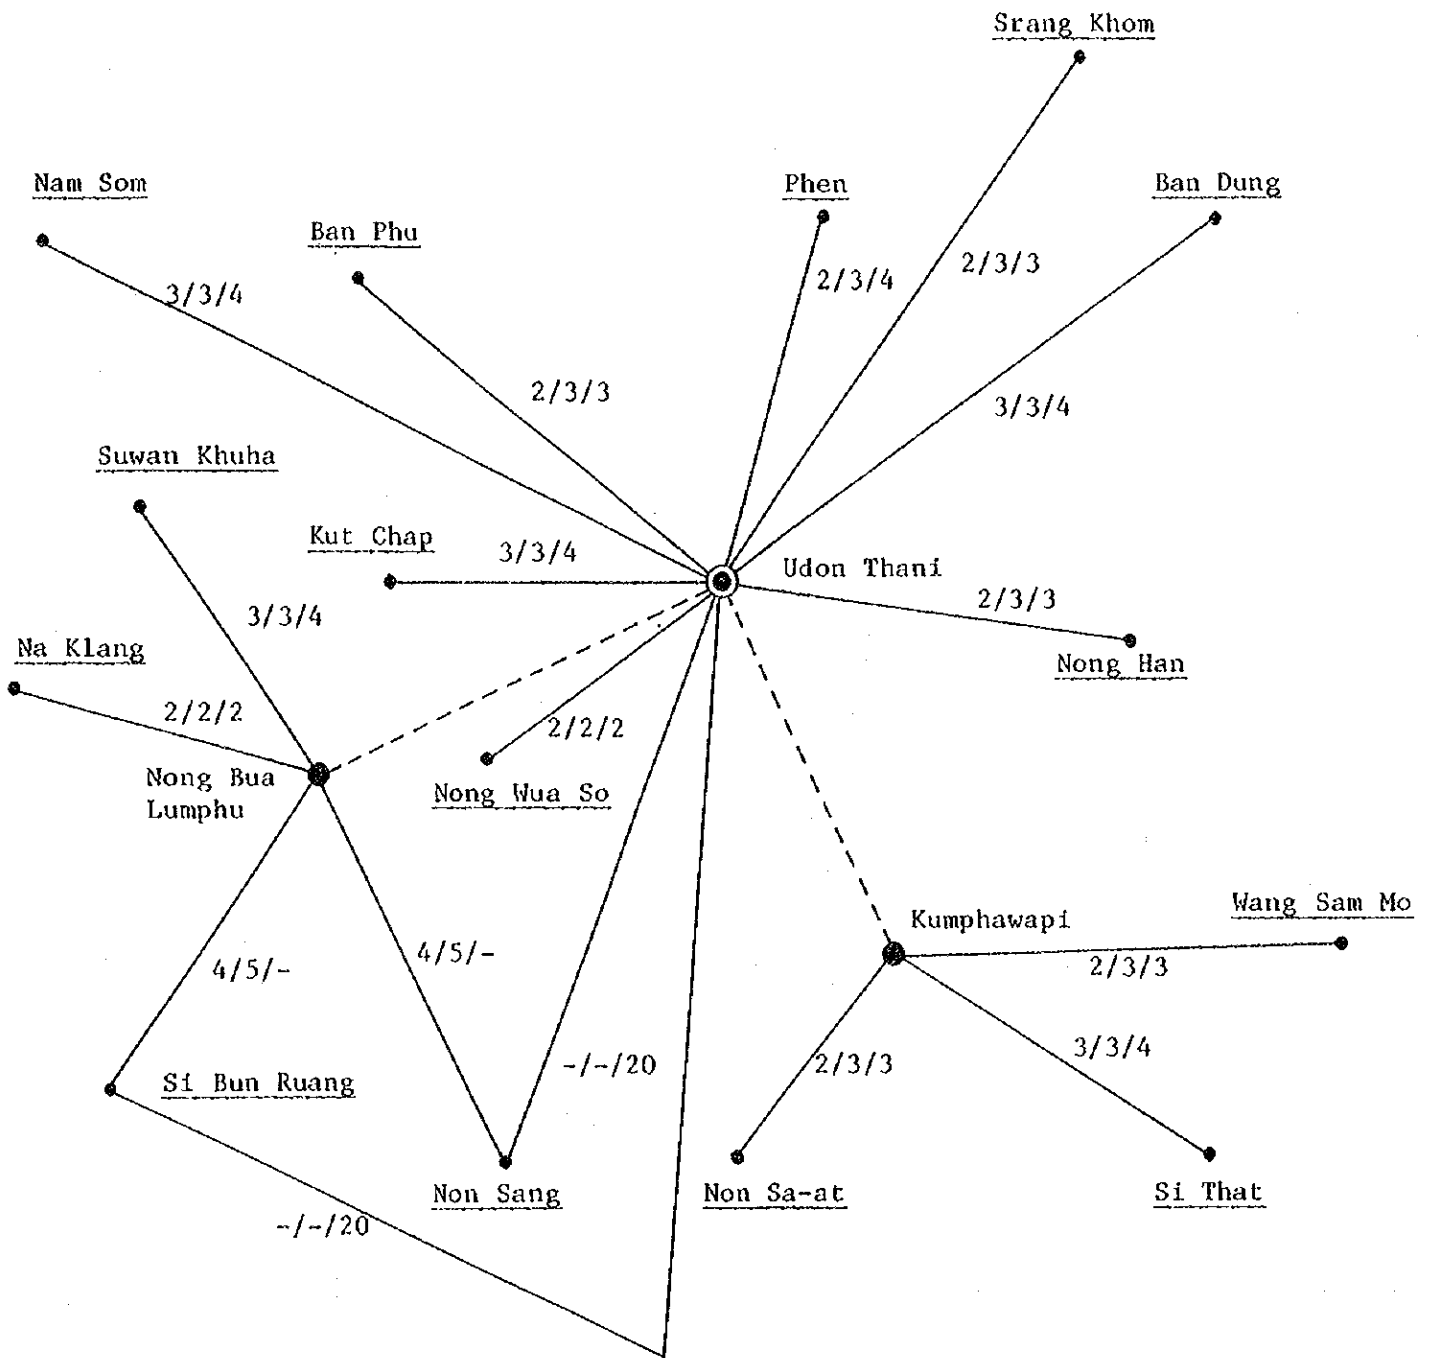 Srang Khom
Nam Som
Phen
Ban Dung
Ban Phu
2/3/3
2/3/4
3/3/4
2/3/3
3/3/4
Suwan Khuha
Kut Chap
3/3/4
Udon Thani
2/3/3
3/3/4
Na Klang
Nong Han
2/2/2
2/2/2
Nong Bua
Lumphu
Nong Wua So
Wang Sam Mo
Kumphawapi
4/5/-
4/5/-
2/3/3
-/-/20
2/3/3
3/3/4
Si Bun Ruang
Non Sang
Non Sa-at
Si That
-/-/20